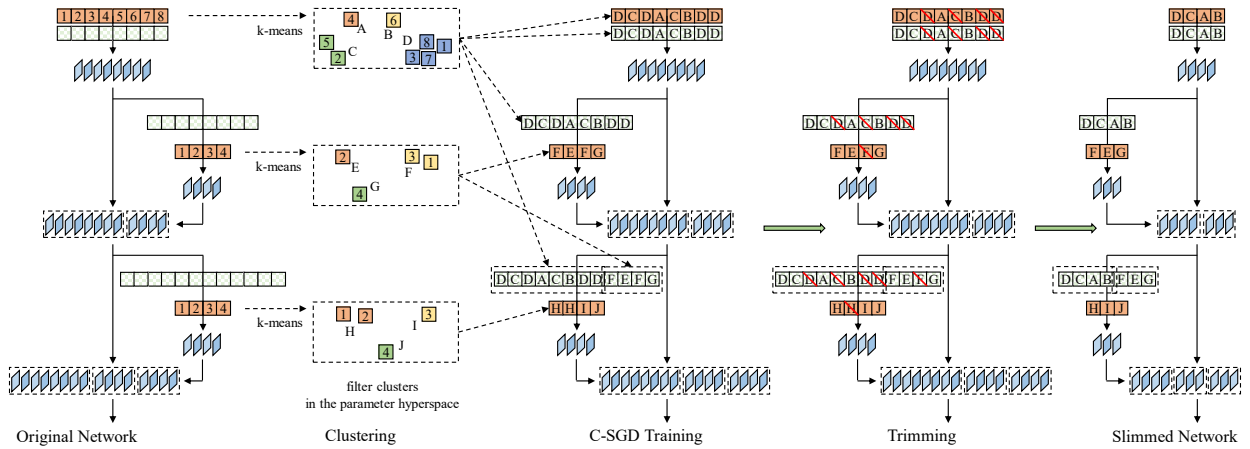 1 2 3 4 5 6 7 8
k-means
4
A
6
B
5
2
C
D
8
1
3
7
D C D A C B D D
D C D A C B D D
D C D A C B D D
D C D A C B D D
D C A B
D C A B
D C D A C B D D
D C D A C B D D
D C A B
1 2 3 4
k-means
2
E
3
1
F
G
4
F E F G
F E F G
F E G
D C D A C B D D F E F G
D C D A C B D D F E F G
D C A B F E G
1 2 3 4
k-means
1
2
H
3
I
J
4
H H I J
H H I J
H I J
filter clusters
in the parameter hyperspace
Original Network
Clustering
C-SGD Training
Trimming
Slimmed Network